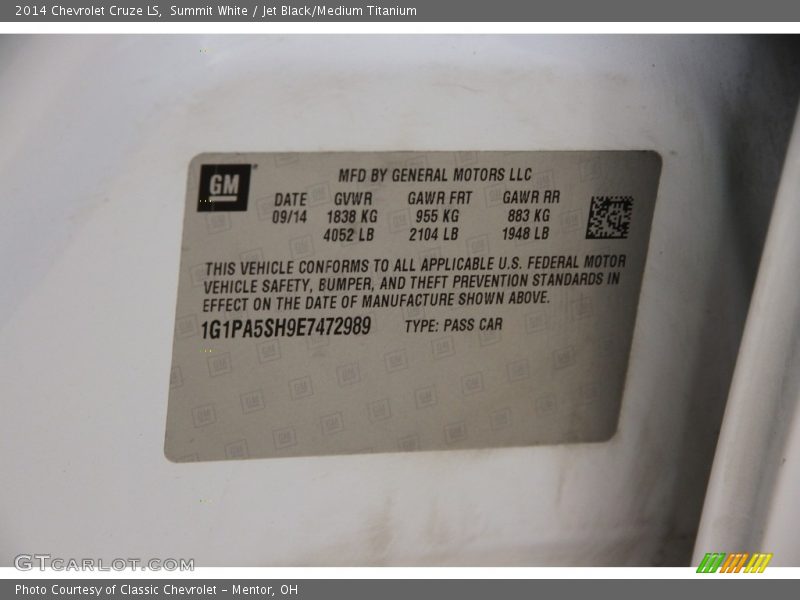 2014 Chevrolet Cruze LS, Summit White / Jet Black/Medium Titanium
GM
MFD BY GENERAL MOTORS LLC
DATE GVWR GAWR FRT GAWR RR
09/14 1838 KG 955 KG 883 KG
4052 LB 2104 LB 1948 LB
THIS VEHICLE CONFORMS TO ALL APPLICABLE U.S. FEDERAL MOTOR
VEHICLE SAFETY, BUMPER, AND THEFT PREVENTION STANDARDS IN
EFFECT ON THE DATE OF MANUFACTURE SHOWN ABOVE.
1G1PA5SH9E7472989 TYPE: PASS CAR
GTCARLOT.COM
Photo Courtesy of Classic Chevrolet - Mentor, OH